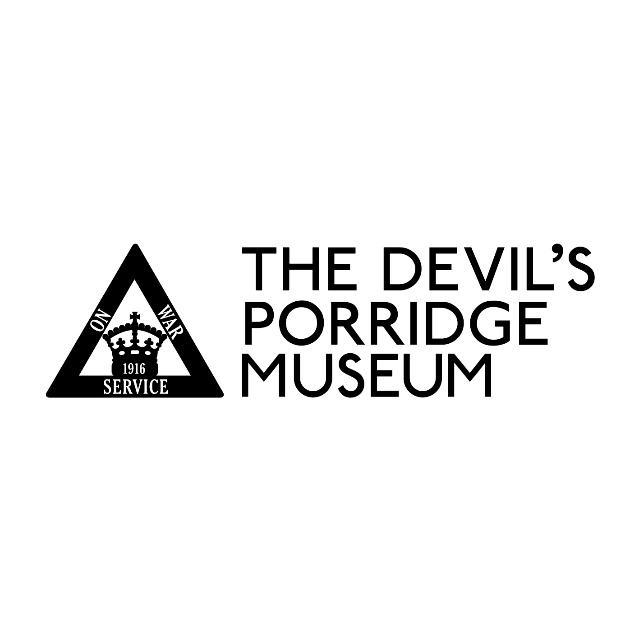 ON WAR
1916
SERVICE
THE DEVIL'S
PORRIDGE
MUSEUM